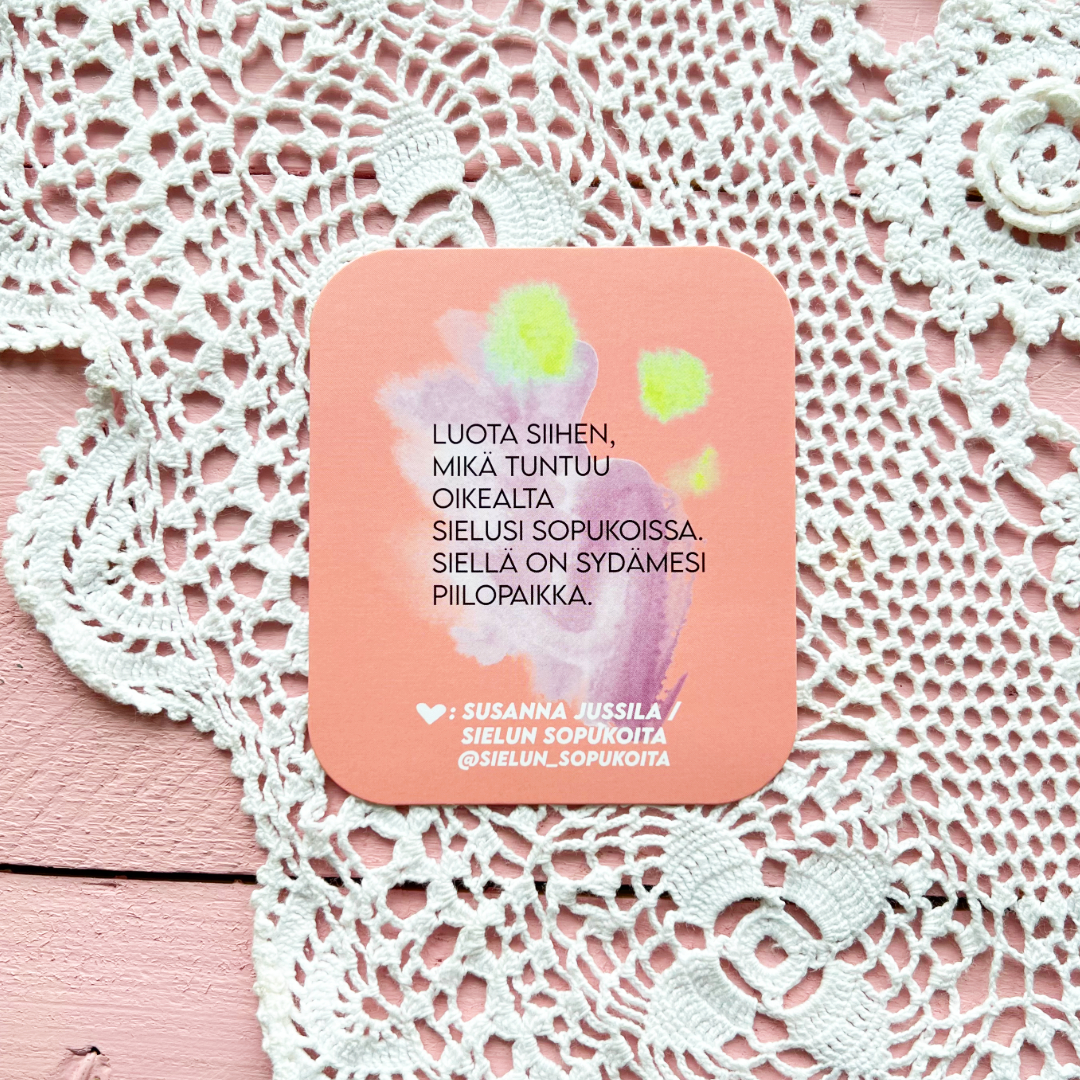 LUOTA SIIHEN,
MIKÄ TUNTUU
OIKEALTA
SIELUSI SOPUKOISSA.
SIELLÄ ON SYDÄMESI
PIILOPAIKKA.
: SUSANNA JUSSILA /
SIELUN SOPUKOITA
@SIELUN_SOPUKOITA